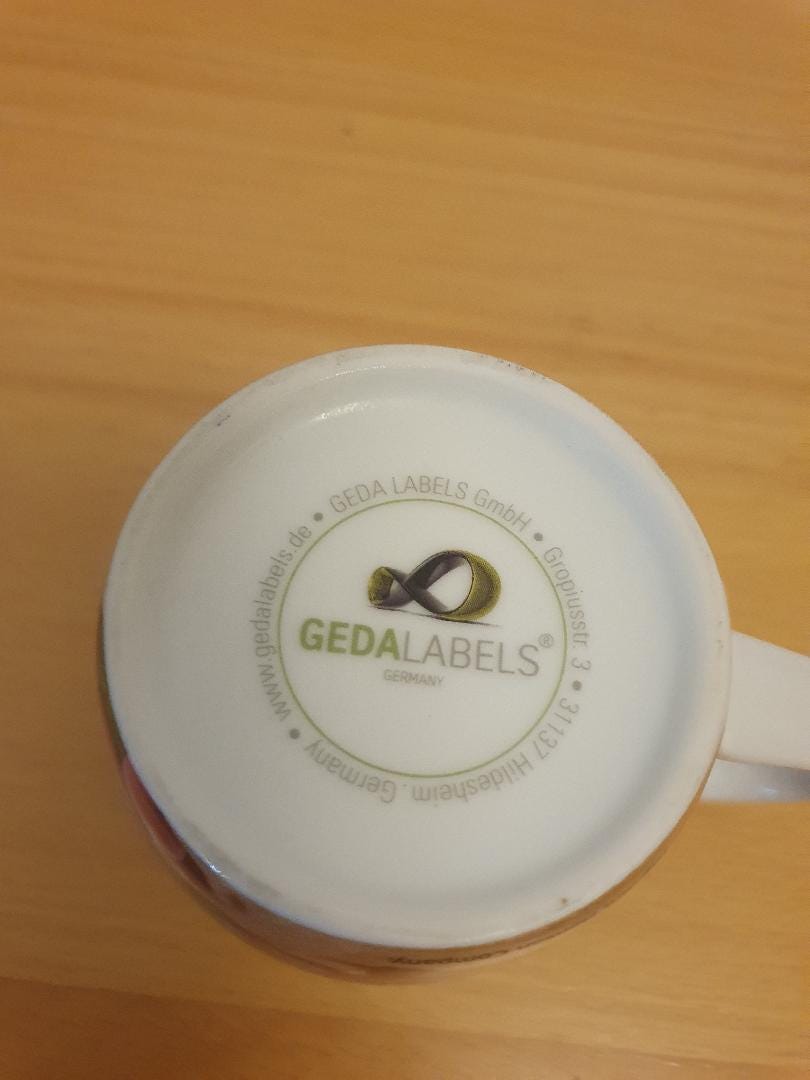 GEDALABELS®
GERMANY
GEDA LABELS GmbH • Gropiusstr. 3 • 31137 Hildesheim . Germany • www.gedalabels.de •